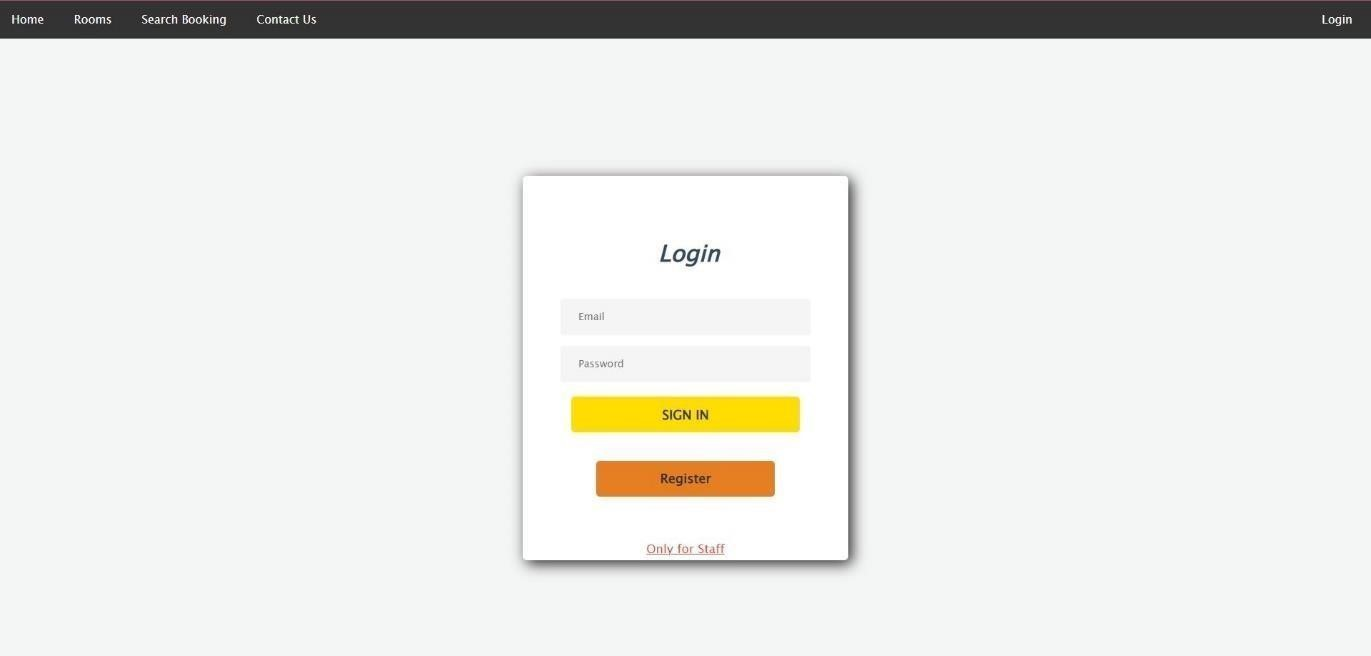 Home Rooms Search Booking Contact Us Login
Login
Email
Password
SIGN IN
Register
Only for Staff